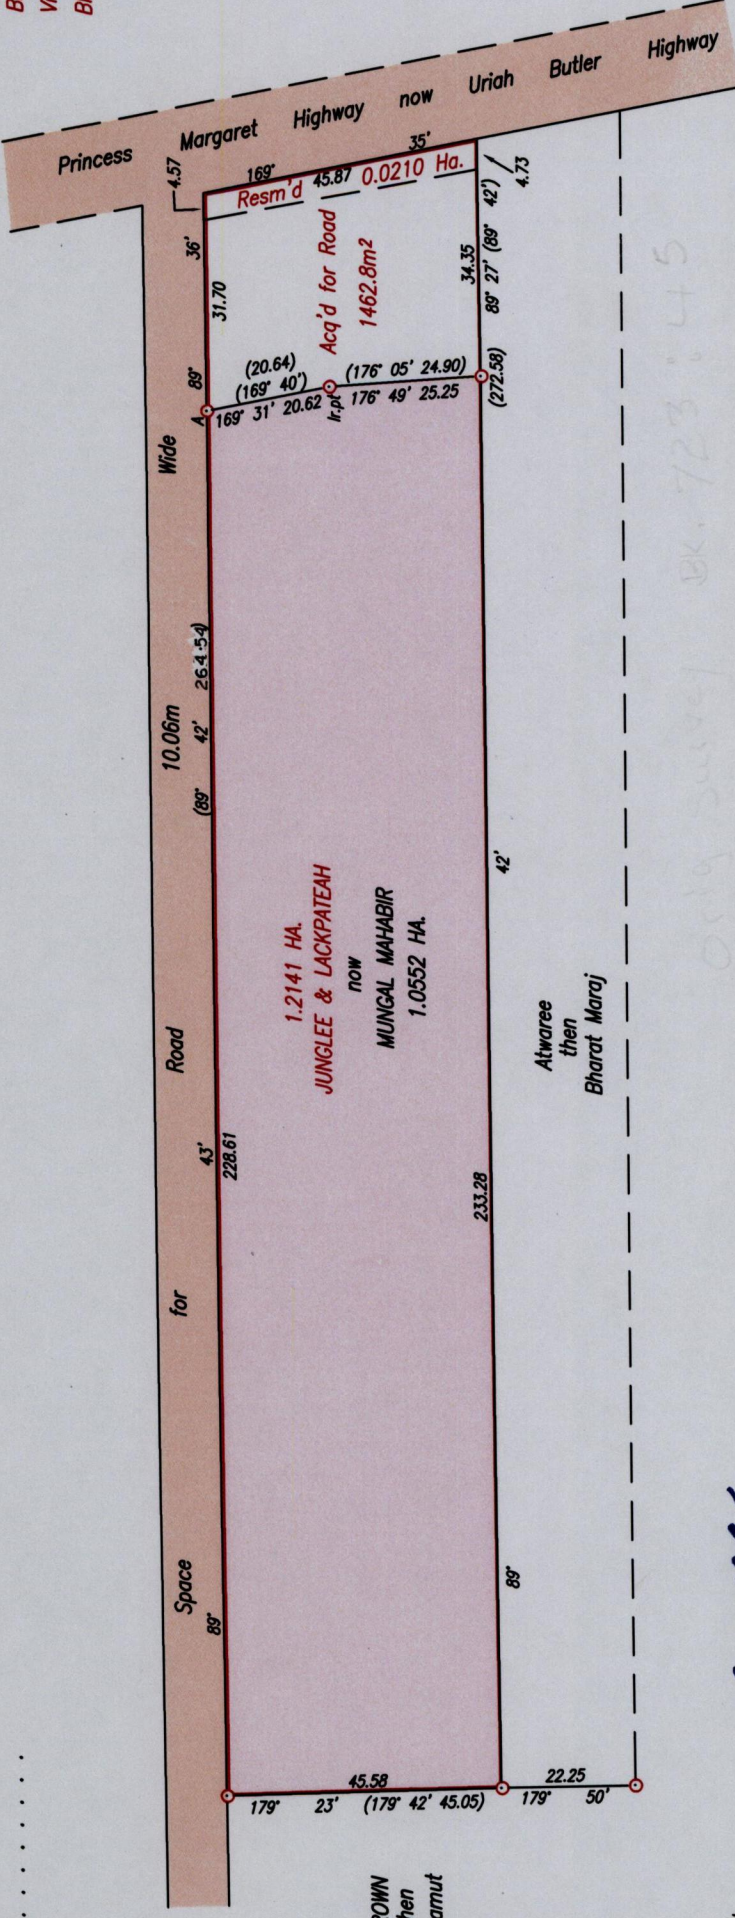 Princess Margaret Highway now Uriah Butler Highway
4.57
169° 45.87 35'
Resm'd 0.0210 Ha.
4.73
36'
31.70
89°
Acq'd for Road
1462.8m²
34.35
89° 27' (89° 42')
(272.58)
(20.64)
(169° 40')
169° 31' 20.62
Ir.pt
(176° 05' 24.90)
176° 49' 25.25
A
Space for Road 10.06m Wide
(89° 42' 264.54)
89° 43'
228.61
1.2141 HA.
JUNGLEE & LACKPATEAH
now
MUNGAL MAHABIR
1.0552 HA.
233.28
89° 42'
Atwaree
then
Bharat Maraj
Orig Survey BK. 723 : 45
45.58
179° 23' (179° 42' 45.05)
22.25
179° 50'